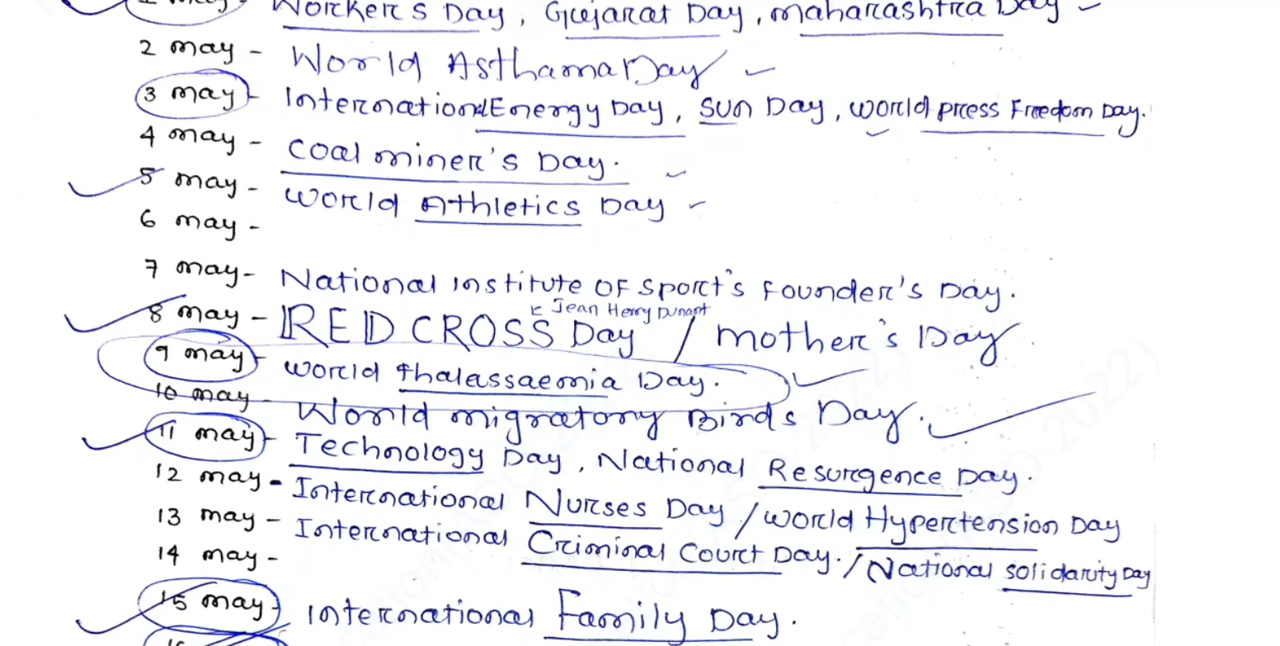 Workers Day, Gujarat Day, Maharashtra Day
2 may - World Asthama Day
3 may - International Energy Day, Sun Day, World press Freedom Day.
4 may - Coal miner's Day.
5 may - World Athletics Day
6 may -
7 may - National institute of sport's founder's Day.
Jean Henry Dunant
8 may - RED CROSS Day / mother's Day
9 may - World thalassaemia Day.
10 may - World migratory Birds Day.
11 may - Technology Day, National Resurgence Day.
12 may - International Nurses Day / World Hypertension Day
13 may - International Criminal Court Day. / National solidarity Day
14 may -
15 may - International Family Day.